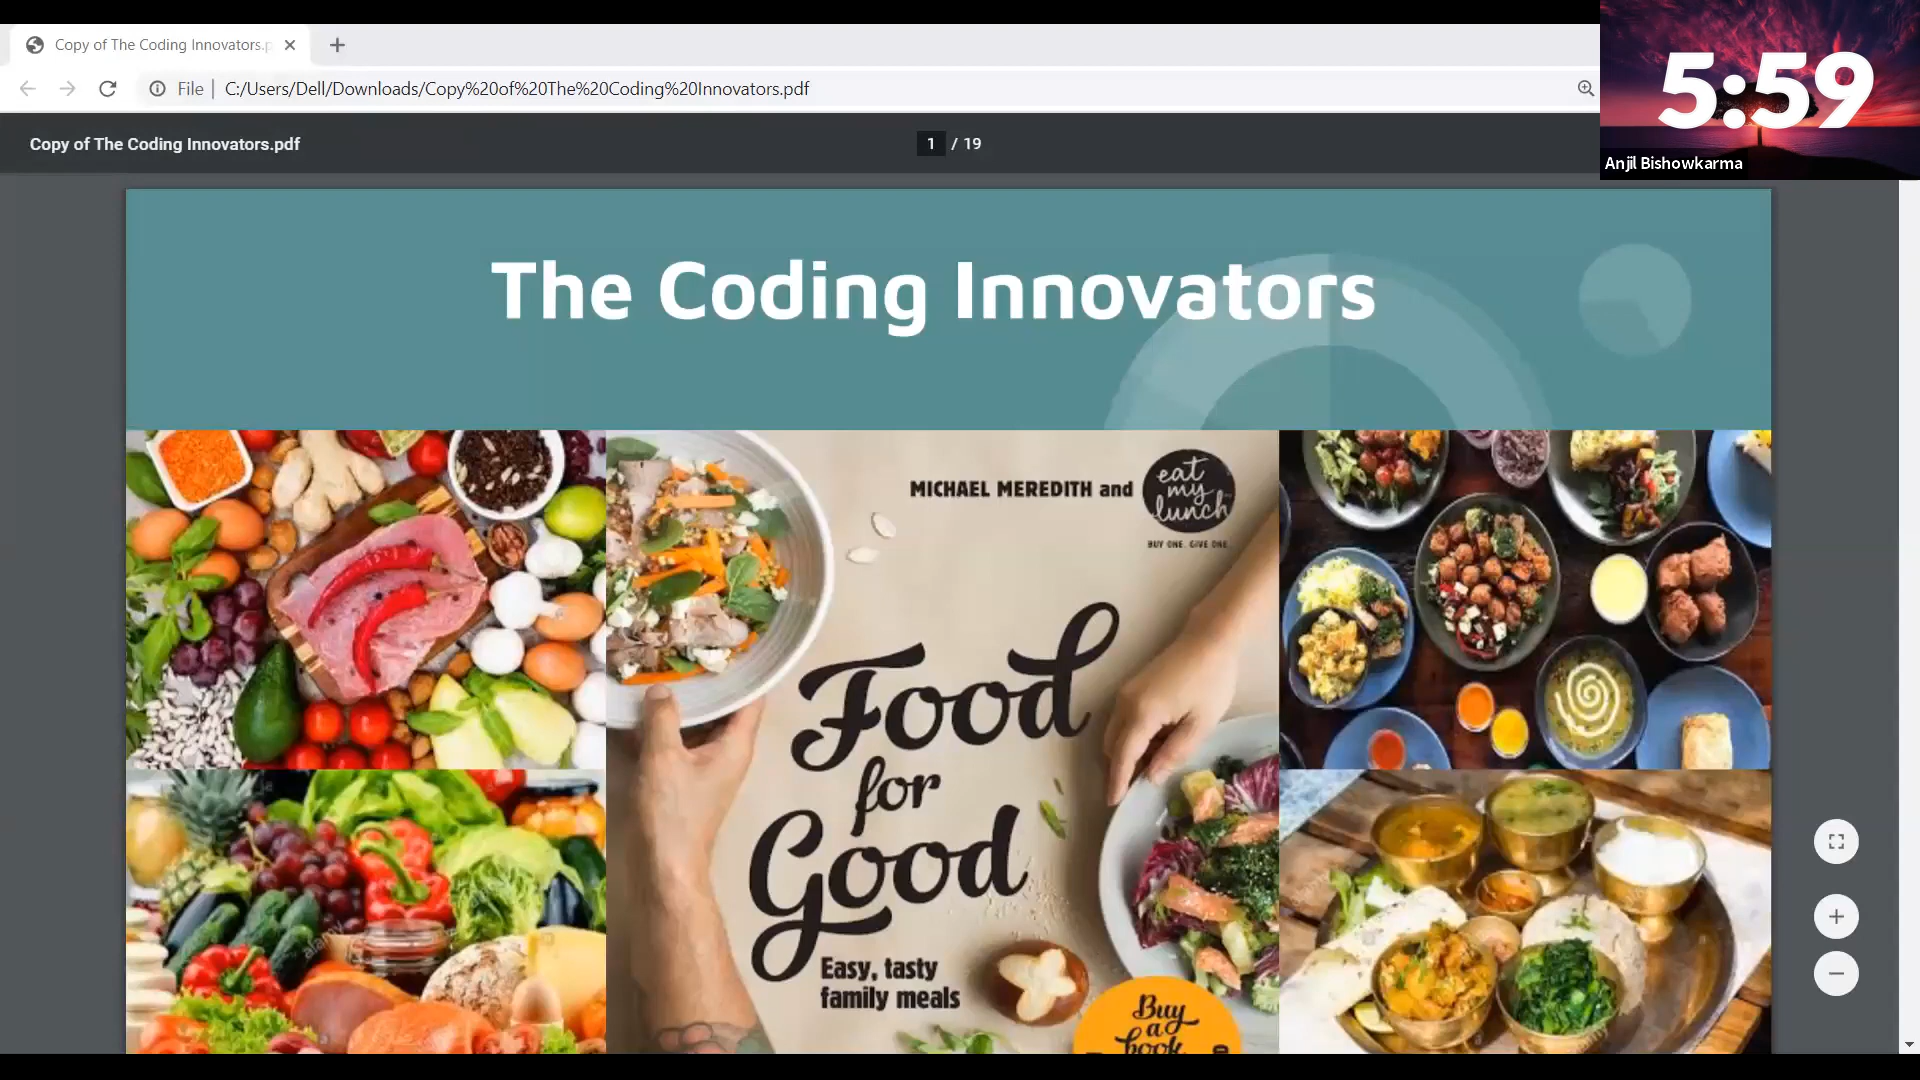 Copy of The Coding Innovators.p
File
C:/Users/Dell/Downloads/Copy%20of%20The%20Coding%20Innovators.pdf
5:59
Anjil Bishowkarma
Copy of The Coding Innovators.pdf
1 / 19
The Coding Innovators
MICHAEL MEREDITH and
eat
my
lunch
BUY ONE. GIVE ONE
Food
for
Good
Easy, tasty
family meals
Buy
a
book
alamy